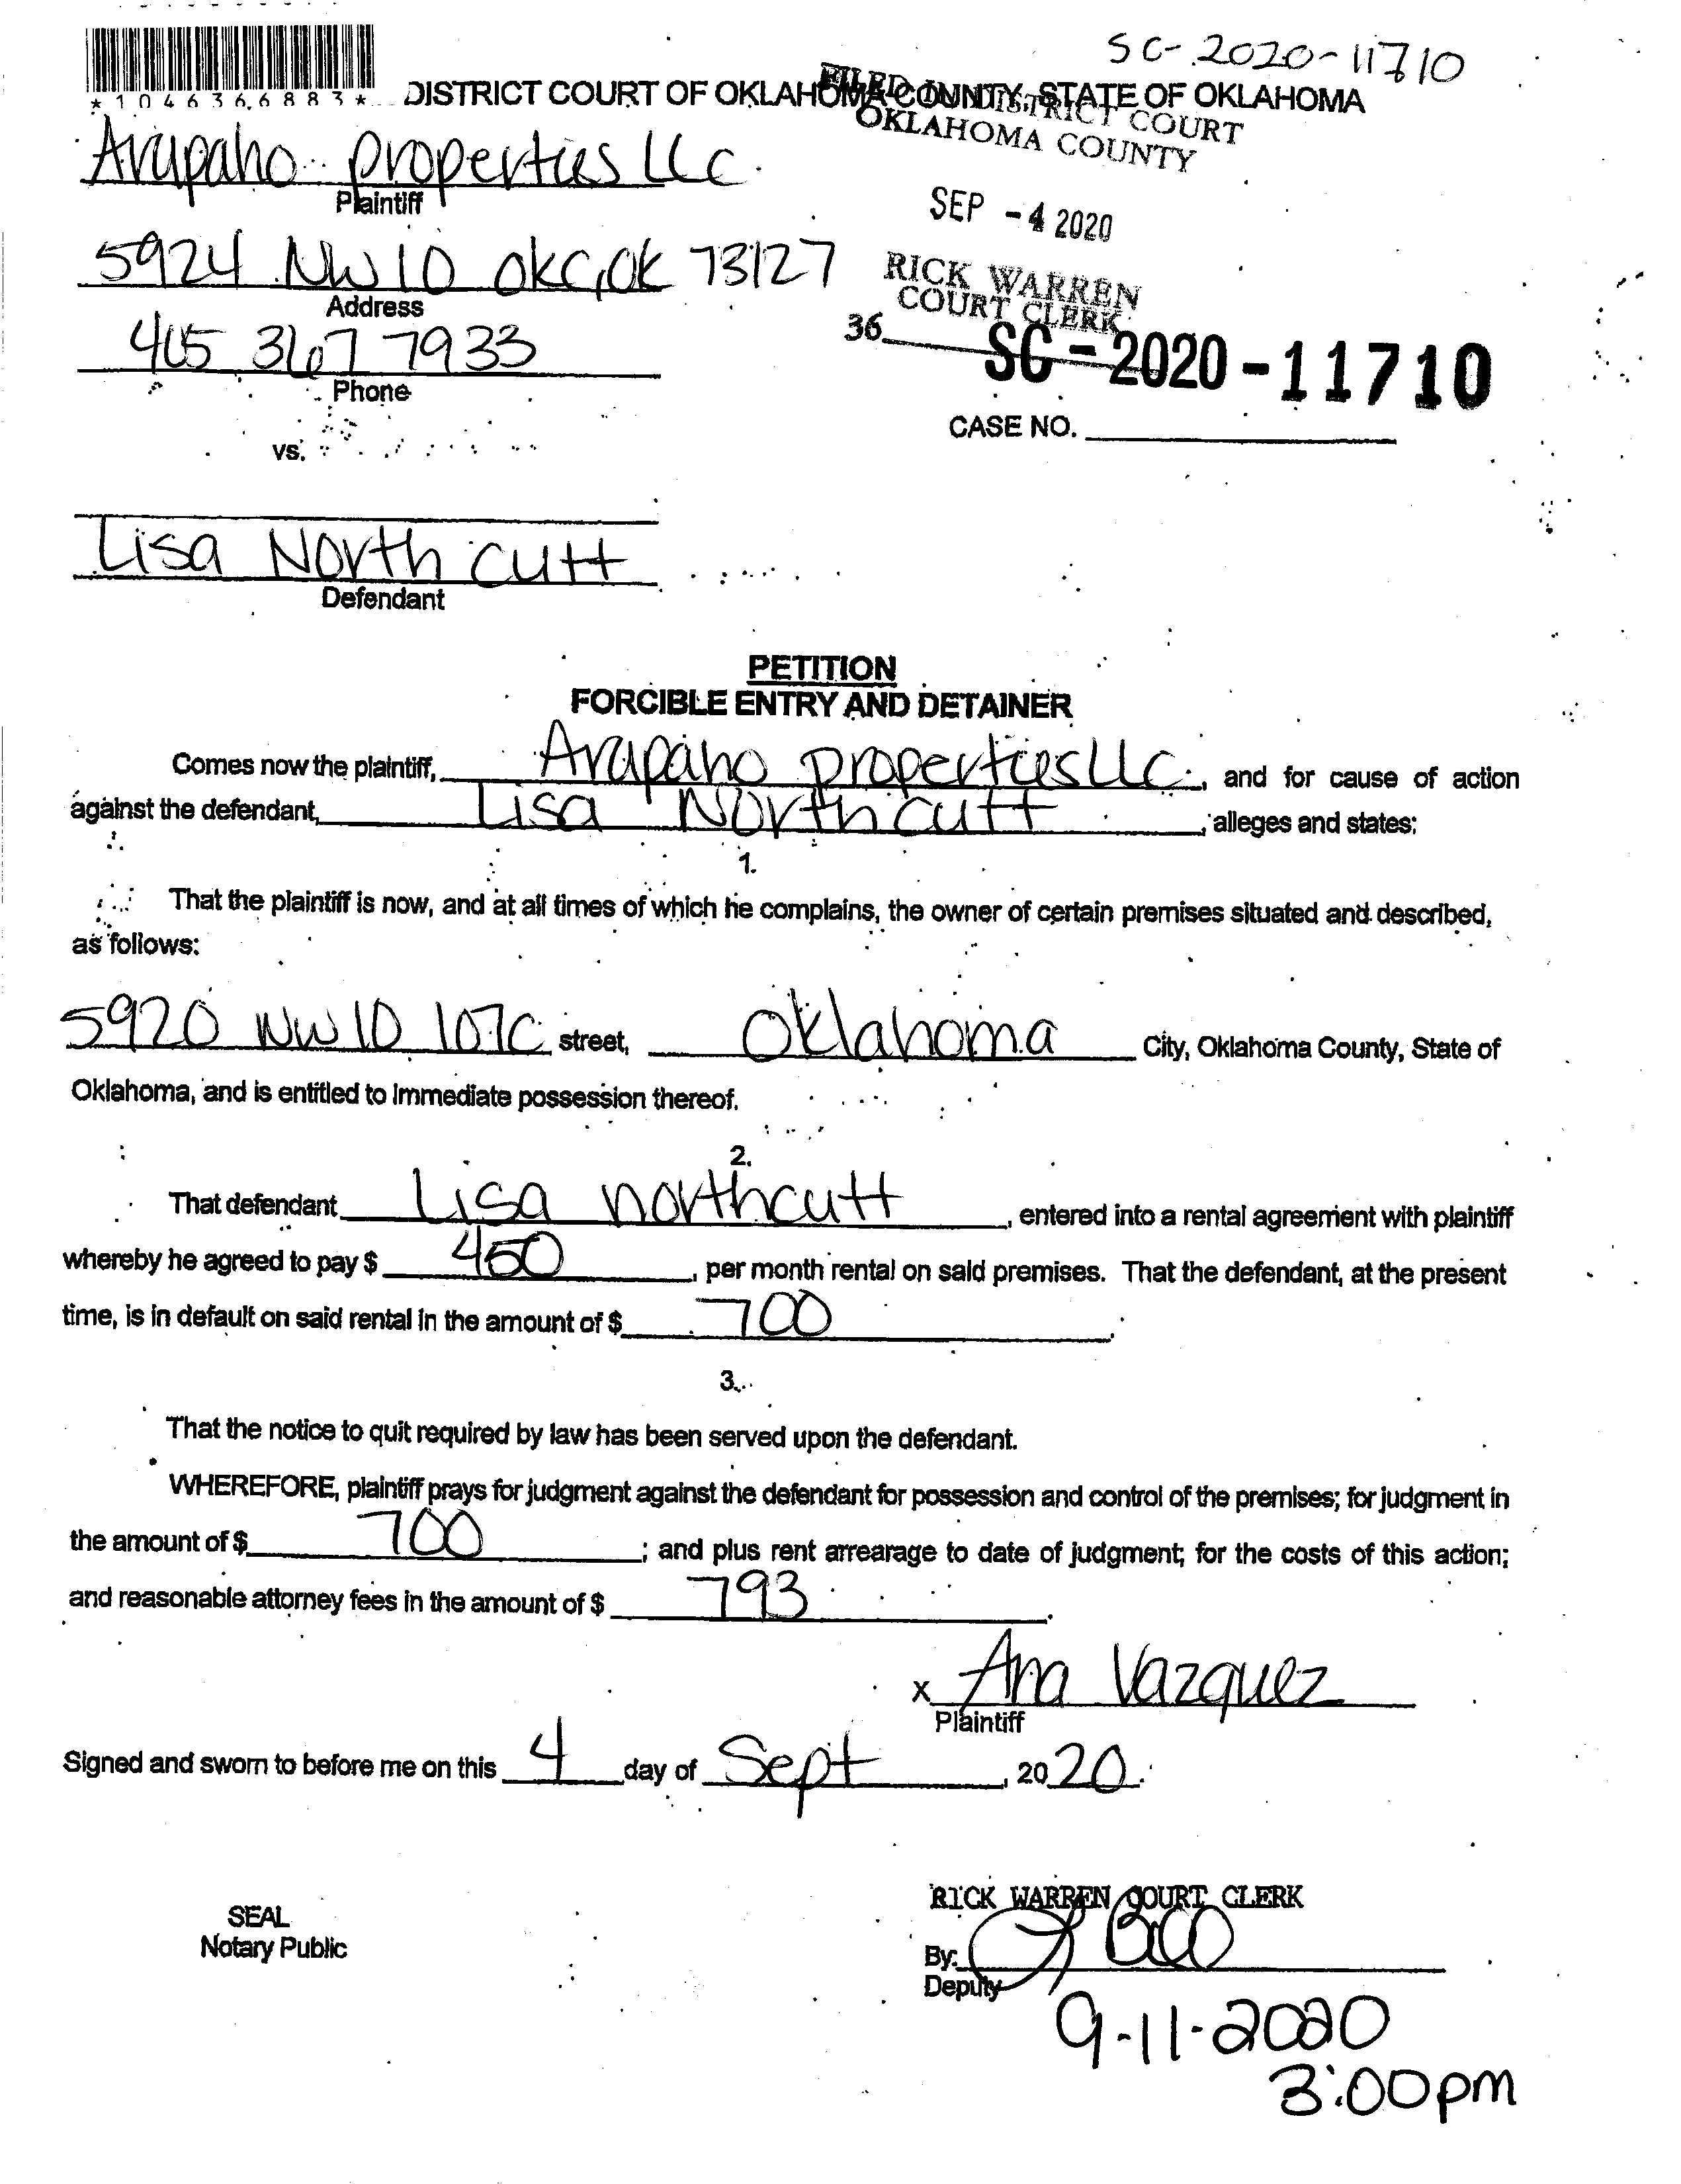 SC-2020-11710
*1046366883*
DISTRICT COURT OF OKLAHOMA COUNTY, STATE OF OKLAHOMA
FILED IN DISTRICT COURT
OKLAHOMA COUNTY
Arapaho properties LLC
Plaintiff
SEP -4 2020
5924 NW 10 OKC, OK 73127
Address
RICK WARREN
COURT CLERK
405 367 7933
Phone
36
SC-2020-11710
CASE NO.
vs.
Lisa North cutt
Defendant
PETITION
FORCIBLE ENTRY AND DETAINER
Comes now the plaintiff, Arapaho properties LLC, and for cause of action
against the defendant, Lisa North cutt, alleges and states:
1.
That the plaintiff is now, and at all times of which he complains, the owner of certain premises situated and described,
as follows:
5920 NW 10 107C street, Oklahoma City, Oklahoma County, State of
Oklahoma, and is entitled to immediate possession thereof.
2.
That defendant Lisa northcutt, entered into a rental agreement with plaintiff
whereby he agreed to pay $ 450, per month rental on said premises. That the defendant, at the present
time, is in default on said rental in the amount of $ 700.
3.
That the notice to quit required by law has been served upon the defendant.
WHEREFORE, plaintiff prays for judgment against the defendant for possession and control of the premises; for judgment in
the amount of $ 700; and plus rent arrearage to date of judgment; for the costs of this action;
and reasonable attorney fees in the amount of $ 793.
x Ana Vazquez
Plaintiff
Signed and sworn to before me on this 4 day of Sept, 2020.
RICK WARREN COURT CLERK
SEAL
Notary Public
By:
Deputy
9-11-2020
3:00pm